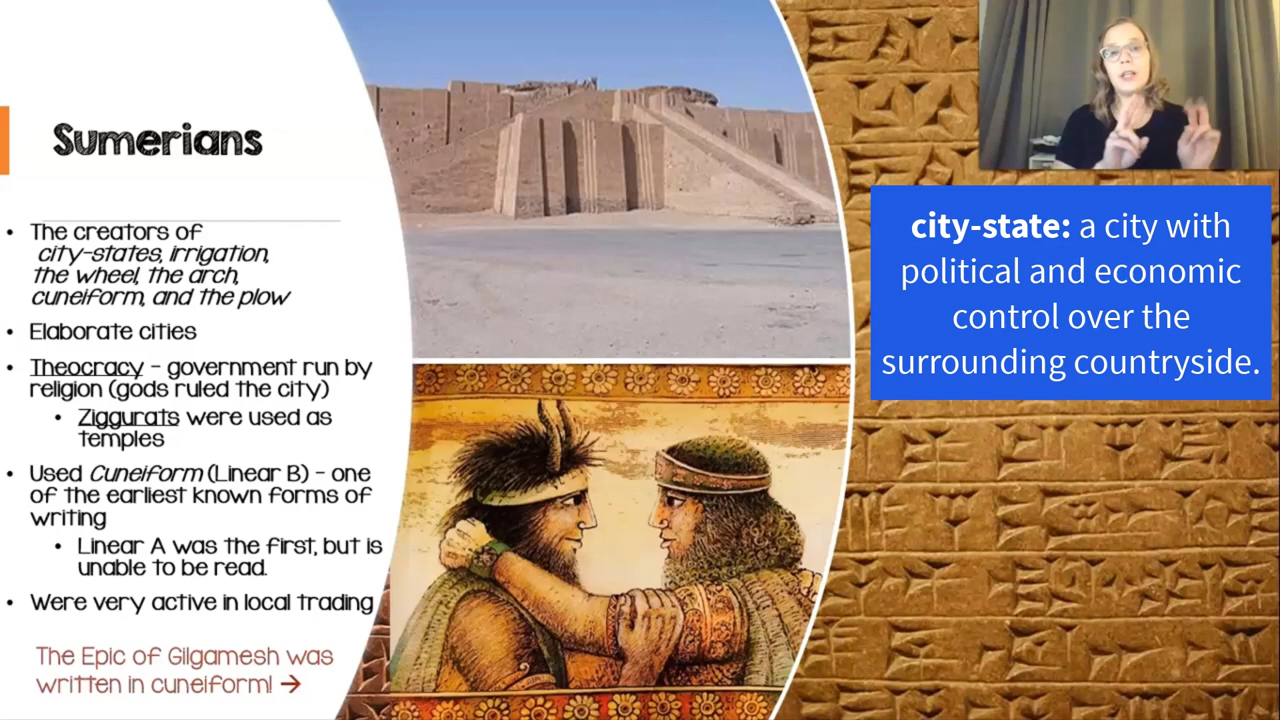 Sumerians
• The creators of
city-states, irrigation,
the wheel, the arch,
cuneiform, and the plow
• Elaborate cities
• Theocracy - government run by
religion (gods ruled the city)
• Ziggurats were used as
temples
• Used Cuneiform (Linear B) - one
of the earliest known forms of
writing
• Linear A was the first, but is
unable to be read.
• Were very active in local trading
The Epic of Gilgamesh was
written in cuneiform! →
city-state: a city with
political and economic
control over the
surrounding countryside.